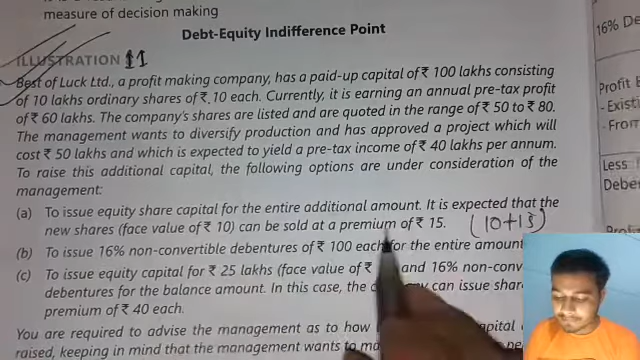 measure of decision making
Debt-Equity Indifference Point
ILLUSTRATION 11
Best of Luck Ltd., a profit making company, has a paid-up capital of ₹ 100 lakhs consisting
of 10 lakhs ordinary shares of ₹ 10 each. Currently, it is earning an annual pre-tax profit
of ₹ 60 lakhs. The company's shares are listed and are quoted in the range of ₹ 50 to ₹ 80.
The management wants to diversify production and has approved a project which will
cost ₹ 50 lakhs and which is expected to yield a pre-tax income of ₹ 40 lakhs per annum.
To raise this additional capital, the following options are under consideration of the
management:
(a) To issue equity share capital for the entire additional amount. It is expected that the
new shares (face value of ₹ 10) can be sold at a premium of ₹ 15. (10+15)
(b) To issue 16% non-convertible debentures of ₹ 100 each for the entire amount
(c) To issue equity capital for ₹ 25 lakhs (face value of ₹ and 16% non-
debentures for the balance amount. In this case, the can issue shar
premium of ₹ 40 each.
You are required to advise the management as to how capital
raised, keeping in mind that the management wants to
16% De
Profit
-Existi
-From
Less
Debe